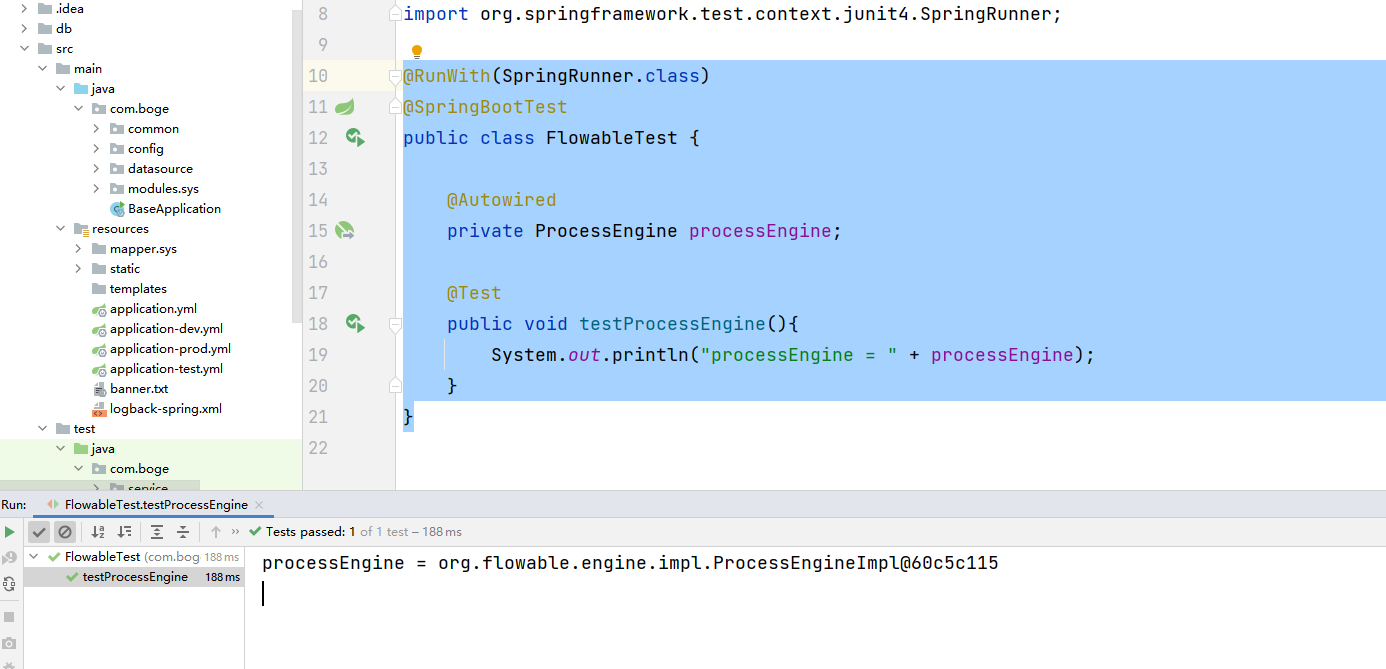 .idea
db
src
main
java
com.boge
common
config
datasource
modules.sys
BaseApplication
resources
mapper.sys
static
templates
application.yml
application-dev.yml
application-prod.yml
application-test.yml
banner.txt
logback-spring.xml
test
java
com.boge
service
8 import org.springframework.test.context.junit4.SpringRunner;
9
10 @RunWith(SpringRunner.class)
11 @SpringBootTest
12 public class FlowableTest {
13
14 @Autowired
15 private ProcessEngine processEngine;
16
17 @Test
18 public void testProcessEngine(){
19 System.out.println("processEngine = " + processEngine);
20 }
21 }
22
Run: FlowableTest.testProcessEngine
Tests passed: 1 of 1 test – 188 ms
FlowableTest (com.bog 188 ms
testProcessEngine 188 ms
processEngine = org.flowable.engine.impl.ProcessEngineImpl@60c5c115